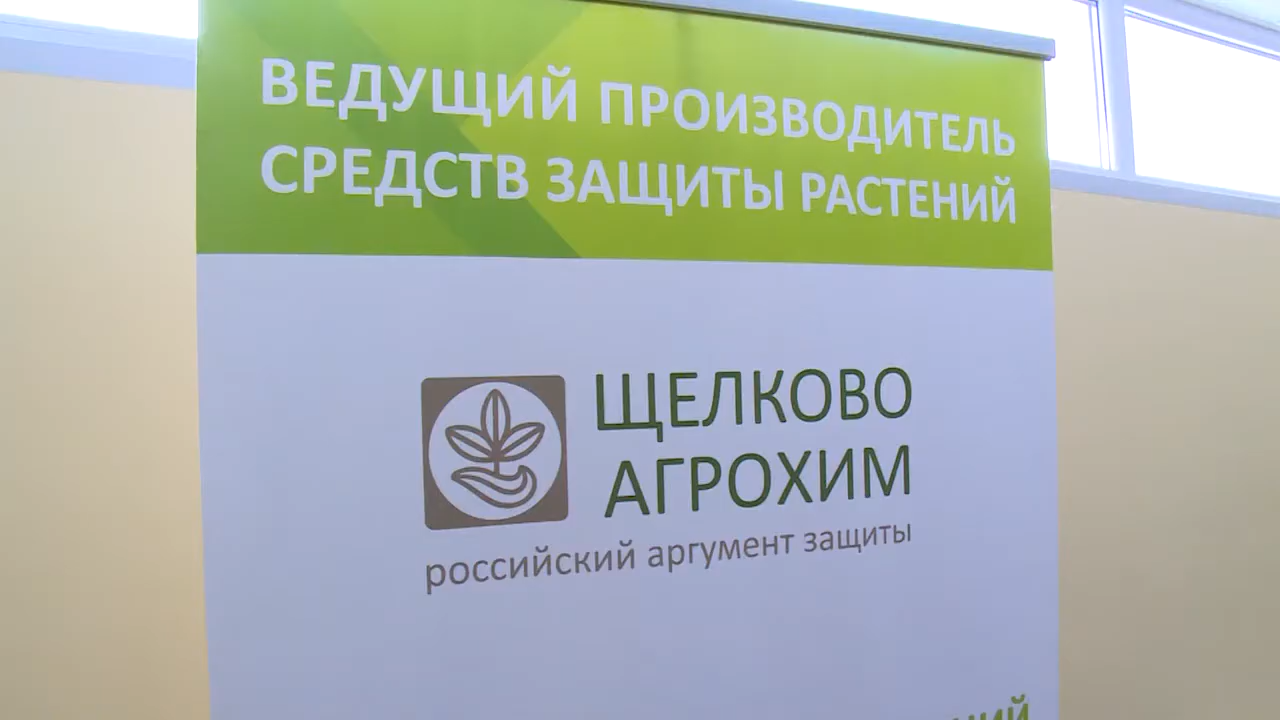 ВЕДУЩИЙ ПРОИЗВОДИТЕЛЬ
СРЕДСТВ ЗАЩИТЫ РАСТЕНИЙ
ЩЕЛКОВО
АГРОХИМ
российский аргумент защиты